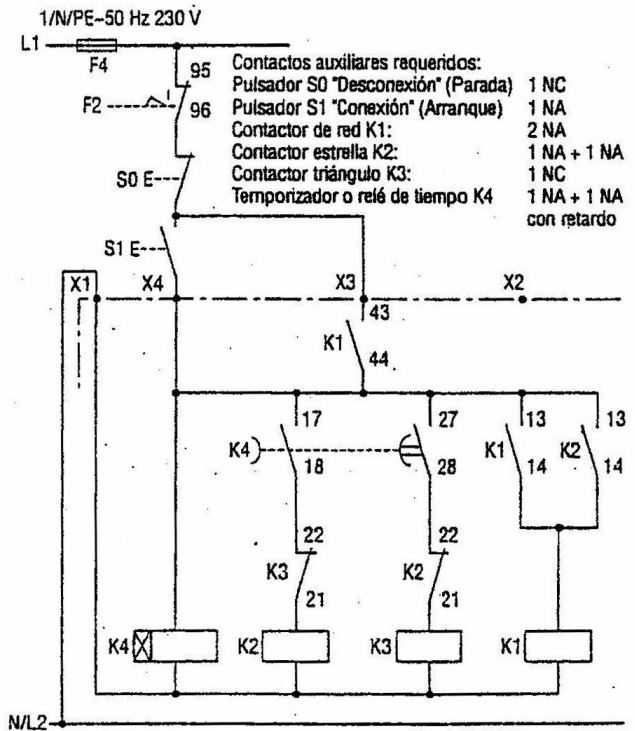 1/N/PE-50 Hz 230 V
L1
F4
95
Contactos auxiliares requeridos:
Pulsador S0 "Desconexión" (Parada) 1 NC
F2
96
Pulsador S1 "Conexión" (Arranque) 1 NA
Contactor de red K1: 2 NA
Contactor estrella K2: 1 NA + 1 NA
S0 E
Contactor triángulo K3: 1 NC
Temporizador o relé de tiempo K4 1 NA + 1 NA
con retardo
S1 E
X1 X4 X3 X2
43
K1
44
17 27 13 13
K4 K1 K2
18 28 14 14
22 22
K3 K2
21 21
K4 K2 K3 K1
N/L2